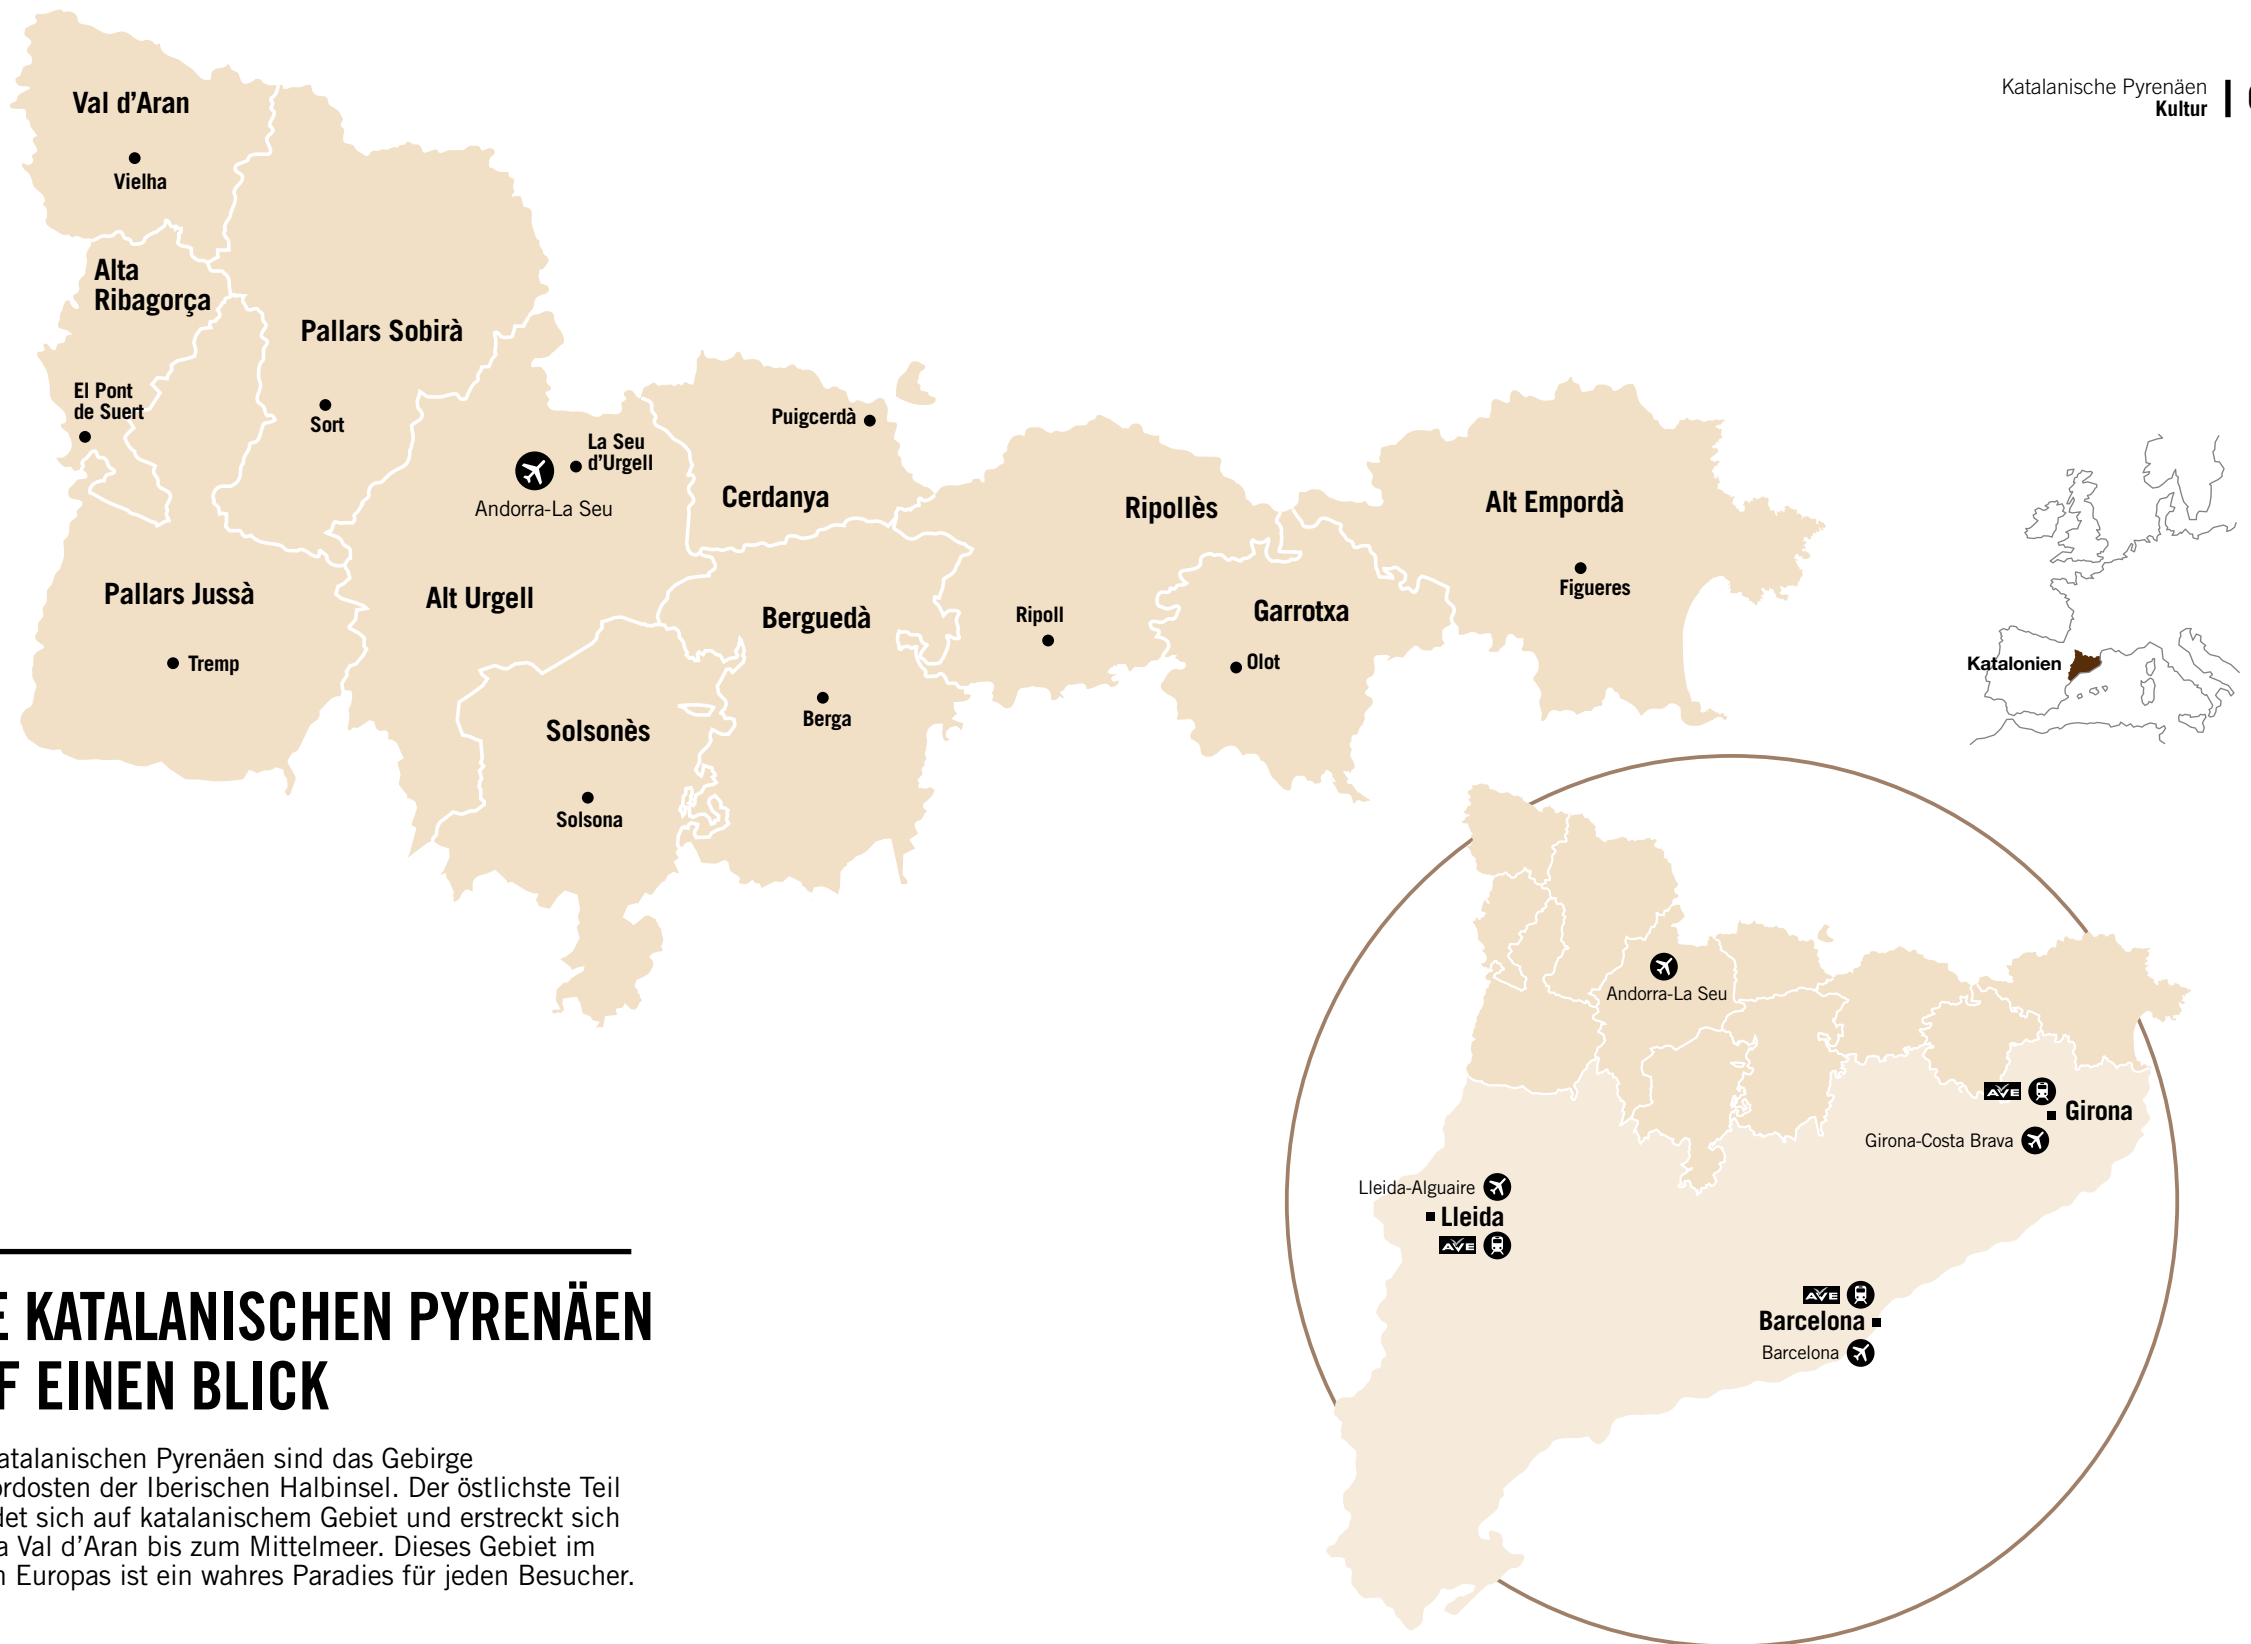 Katalanische Pyrenäen
Kultur
Val d'Aran
Vielha
Alta
Ribagorça
Pallars Sobirà
El Pont
de Suert
Sort
La Seu
d'Urgell
Andorra-La Seu
Puigcerdà
Cerdanya
Ripollès
Alt Empordà
Figueres
Pallars Jussà
Tremp
Alt Urgell
Berguedà
Berga
Ripoll
Garrotxa
Olot
Solsonès
Solsona
Katalonien
Andorra-La Seu
AVE
Girona
Girona-Costa Brava
Lleida-Alguaire
Lleida
AVE
AVE
Barcelona
Barcelona
KATALANISCHEN PYRENÄEN
EINEN BLICK
atalanischen Pyrenäen sind das Gebirge
ordosten der Iberischen Halbinsel. Der östlichste Teil
det sich auf katalanischem Gebiet und erstreckt sich
a Val d'Aran bis zum Mittelmeer. Dieses Gebiet im
n Europas ist ein wahres Paradies für jeden Besucher.